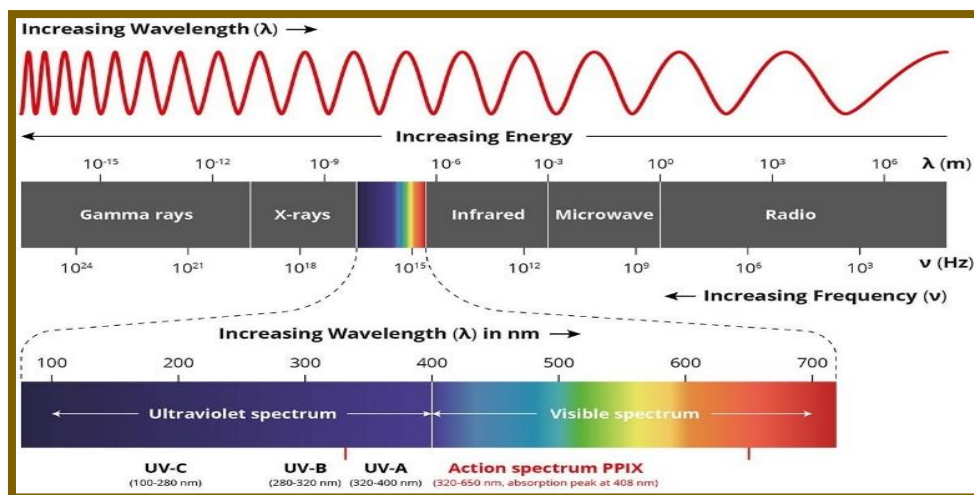 Increasing Wavelength (λ) →
Increasing Energy
10⁻¹⁵ 10⁻¹² 10⁻⁹ 10⁻⁶ 10⁻³ 10⁰ 10³ 10⁶ λ (m)
Gamma rays X-rays Infrared Microwave Radio
10²⁴ 10²¹ 10¹⁸ 10¹⁵ 10¹² 10⁹ 10⁶ 10³ ν (Hz)
← Increasing Frequency (ν)
Increasing Wavelength (λ) in nm →
100 200 300 400 500 600 700
Ultraviolet spectrum Visible spectrum
UV-C UV-B UV-A Action spectrum PPIX
(100-280 nm) (280-320 nm) (320-400 nm) (320-650 nm, absorption peak at 408 nm)